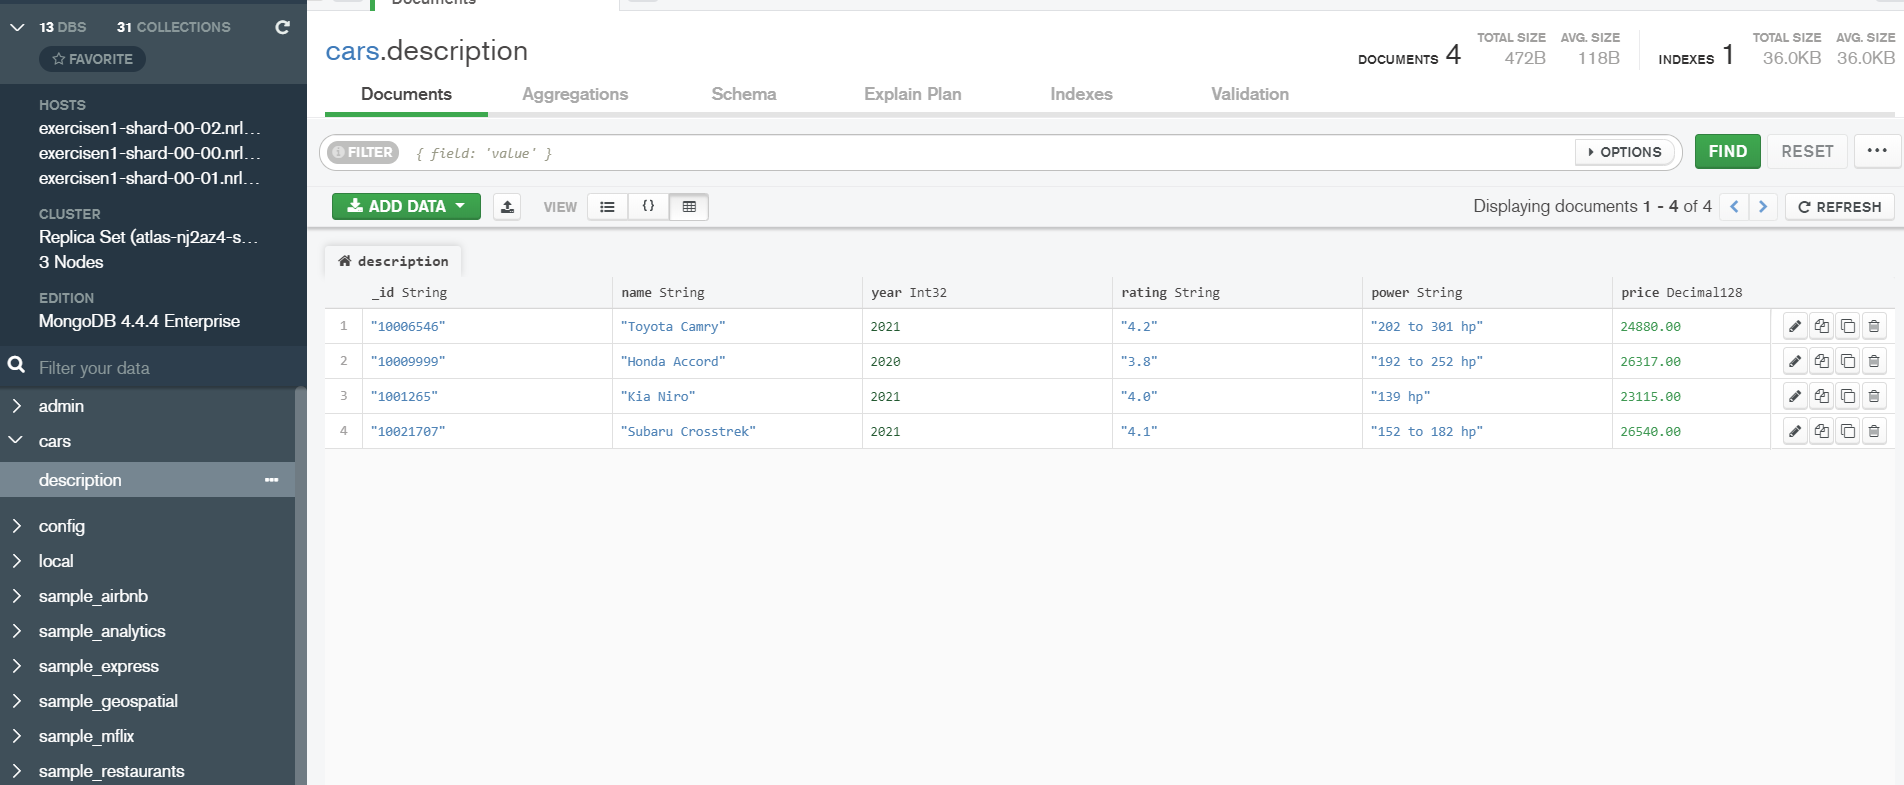 Documents
13 DBS 31 COLLECTIONS
FAVORITE
HOSTS
exercisen1-shard-00-02.nrl...
exercisen1-shard-00-00.nrl...
exercisen1-shard-00-01.nrl...
CLUSTER
Replica Set (atlas-nj2az4-s...
3 Nodes
EDITION
MongoDB 4.4.4 Enterprise
Filter your data
admin
cars
description
config
local
sample_airbnb
sample_analytics
sample_express
sample_geospatial
sample_mflix
sample_restaurants
cars.description
DOCUMENTS 4 TOTAL SIZE 472B AVG. SIZE 118B INDEXES 1 TOTAL SIZE 36.0KB AVG. SIZE 36.0KB
Documents Aggregations Schema Explain Plan Indexes Validation
FILTER { field: 'value' } OPTIONS FIND RESET ...
ADD DATA VIEW {} Displaying documents 1 - 4 of 4 < > REFRESH
description
_id String name String year Int32 rating String power String price Decimal128
1 "10006546" "Toyota Camry" 2021 "4.2" "202 to 301 hp" 24880.00
2 "10009999" "Honda Accord" 2020 "3.8" "192 to 252 hp" 26317.00
3 "1001265" "Kia Niro" 2021 "4.0" "139 hp" 23115.00
4 "10021707" "Subaru Crosstrek" 2021 "4.1" "152 to 182 hp" 26540.00